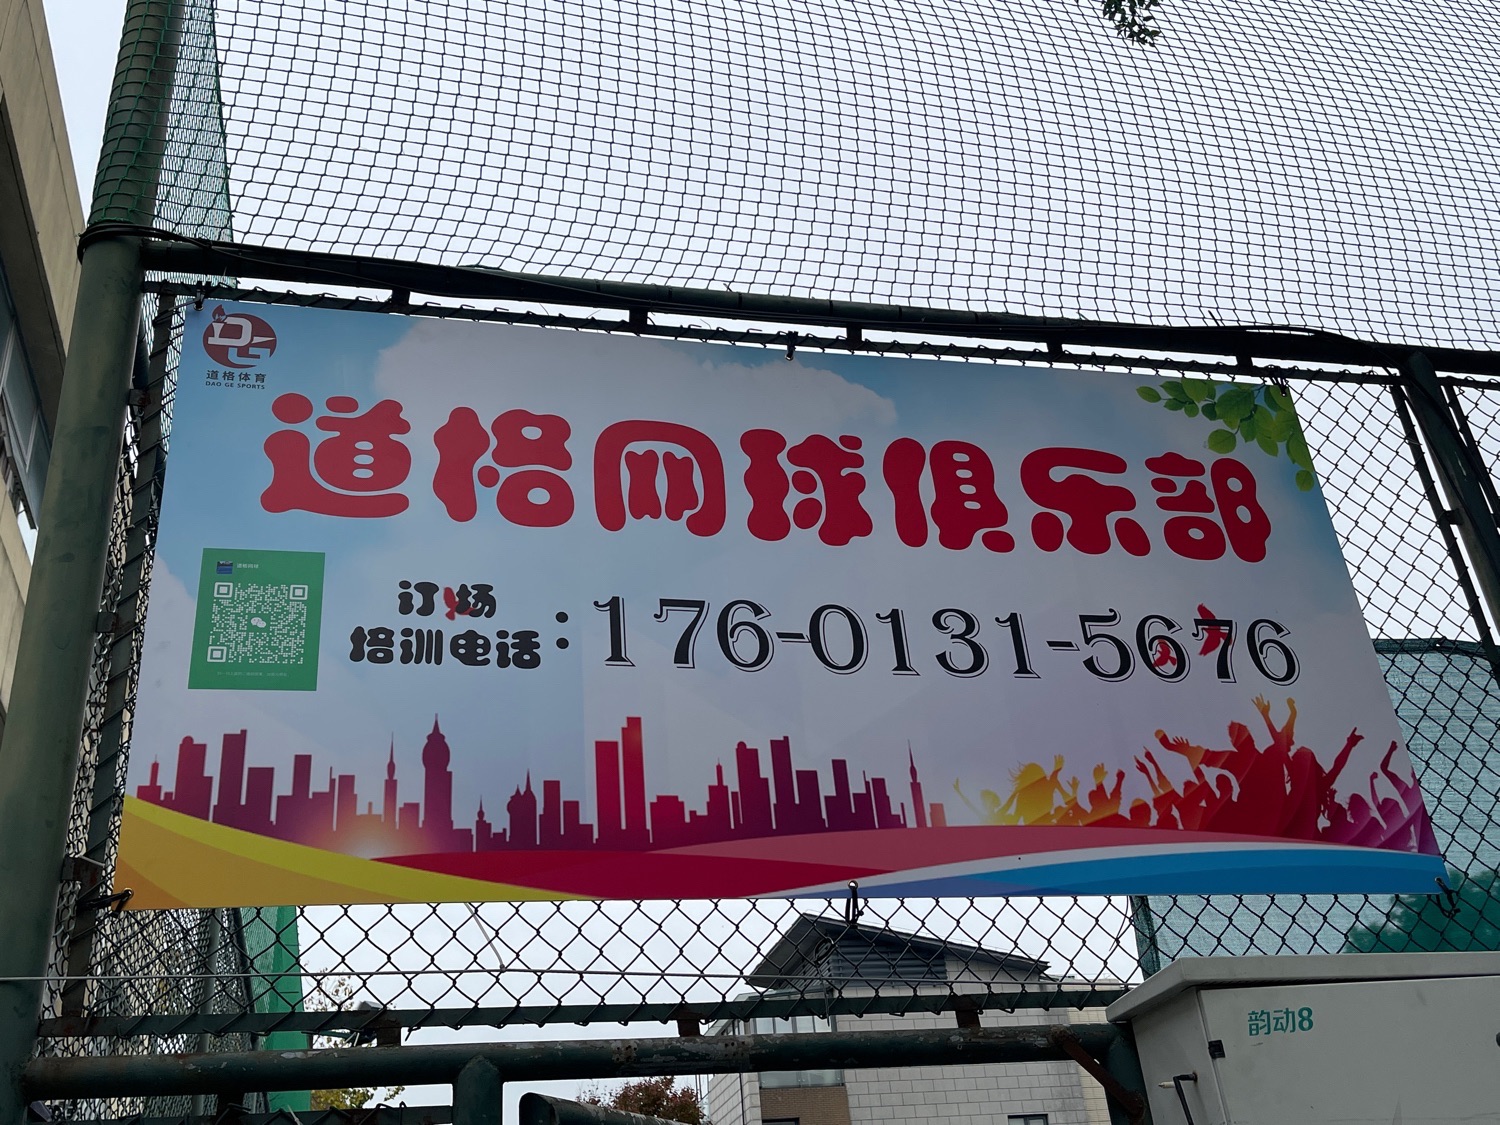 道格体育
DAO GE SPORTS
道格网球俱乐部
订场
培训电话：176-0131-5676
韵动8